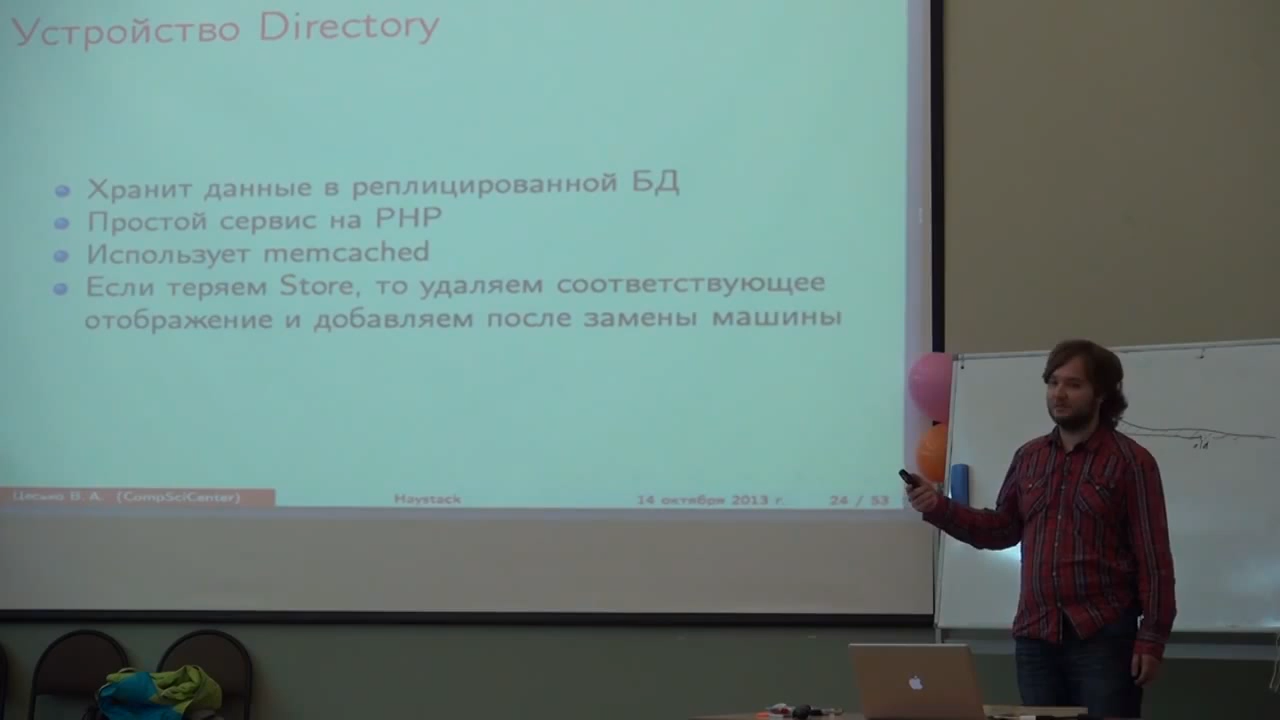 Устройство Directory
Хранит данные в реплицированной БД
Простой сервис на PHP
Использует memcached
Если теряем Store, то удаляем соответствующее
отображение и добавляем после замены машины
Цесько В. А. (CompSciCenter)
Haystack
14 октября 2013 г.
24 / 53